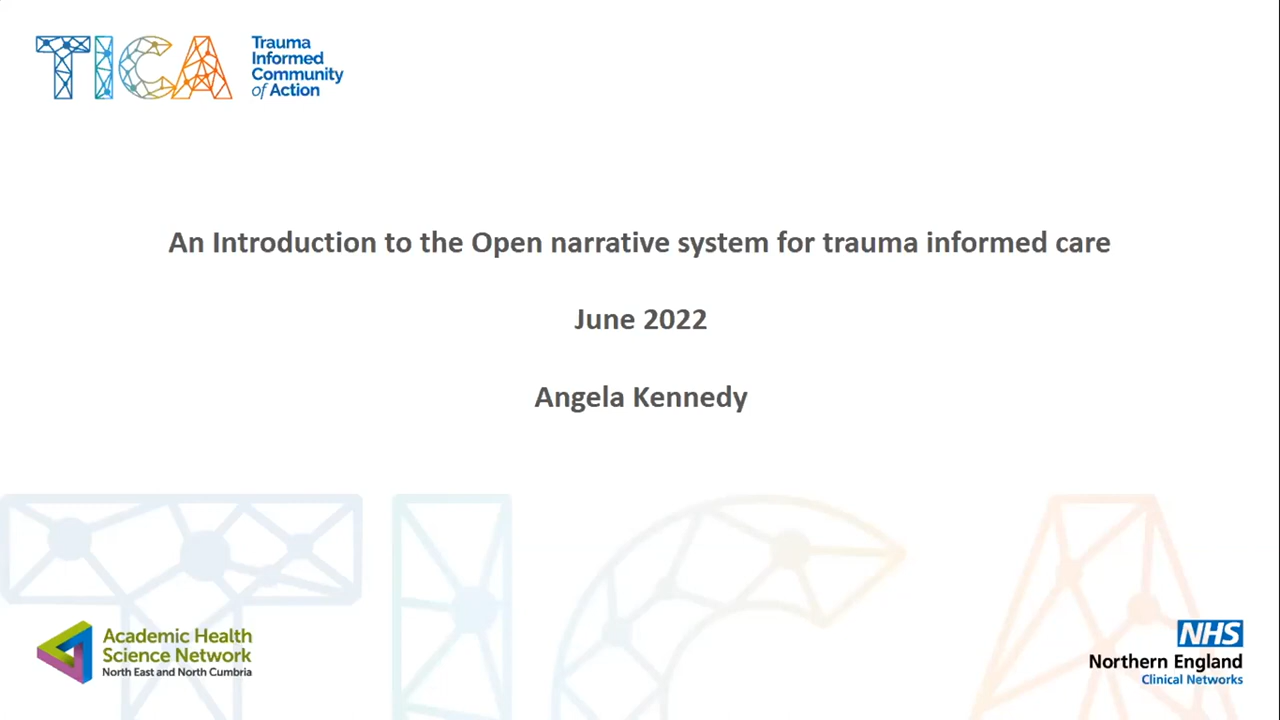 TICA
Trauma
Informed
Community
of Action
An Introduction to the Open narrative system for trauma informed care
June 2022
Angela Kennedy
TICA
Academic Health
Science Network
North East and North Cumbria
NHS
Northern England
Clinical Networks